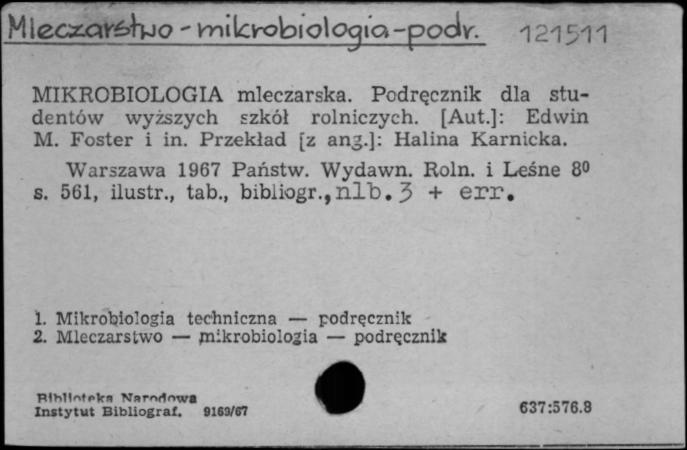 Mleczarstwo - mikrobiologia - podr. 121511
MIKROBIOLOGIA mleczarska. Podręcznik dla stu-
dentów wyższych szkół rolniczych. [Aut.]: Edwin
M. Foster i in. Przekład [z ang.]: Halina Karnicka.
Warszawa 1967 Państw. Wydawn. Roln. i Leśne 8⁰
s. 561, ilustr., tab., bibliogr., nlb. 3 + err.
1. Mikrobiologia techniczna — podręcznik
2. Mleczarstwo — mikrobiologia — podręcznik
Biblioteka Narodowa
Instytut Bibliograf. 9169/67 637:576.8